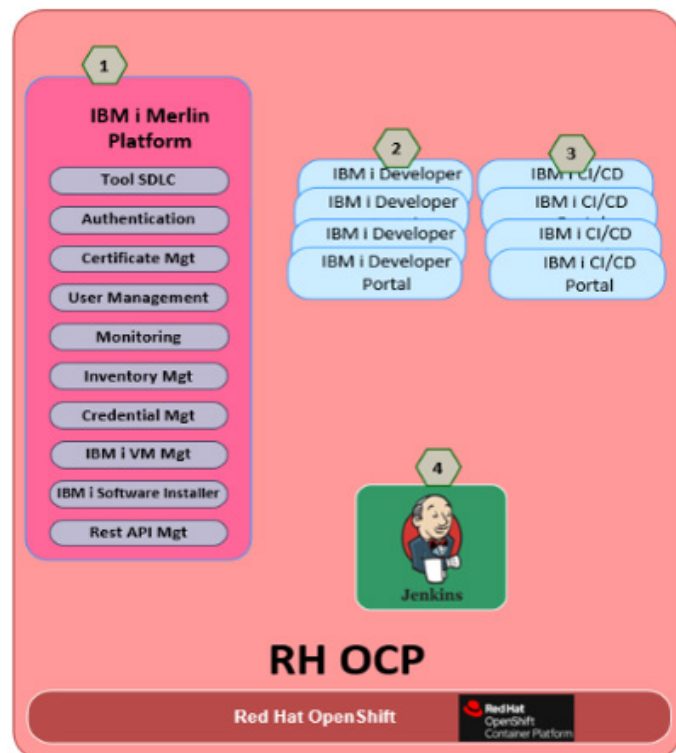 1
IBM i Merlin
Platform
Tool SDLC
Authentication
Certificate Mgt
User Management
Monitoring
Inventory Mgt
Credential Mgt
IBM i VM Mgt
IBM i Software Installer
Rest API Mgt
2
IBM i Developer
IBM i Developer
IBM i Developer
IBM i Developer
Portal
3
IBM i CI/CD
IBM i CI/CD
IBM i CI/CD
IBM i CI/CD
Portal
4
Jenkins
RH OCP
Red Hat OpenShift
Red Hat
OpenShift
Container Platform